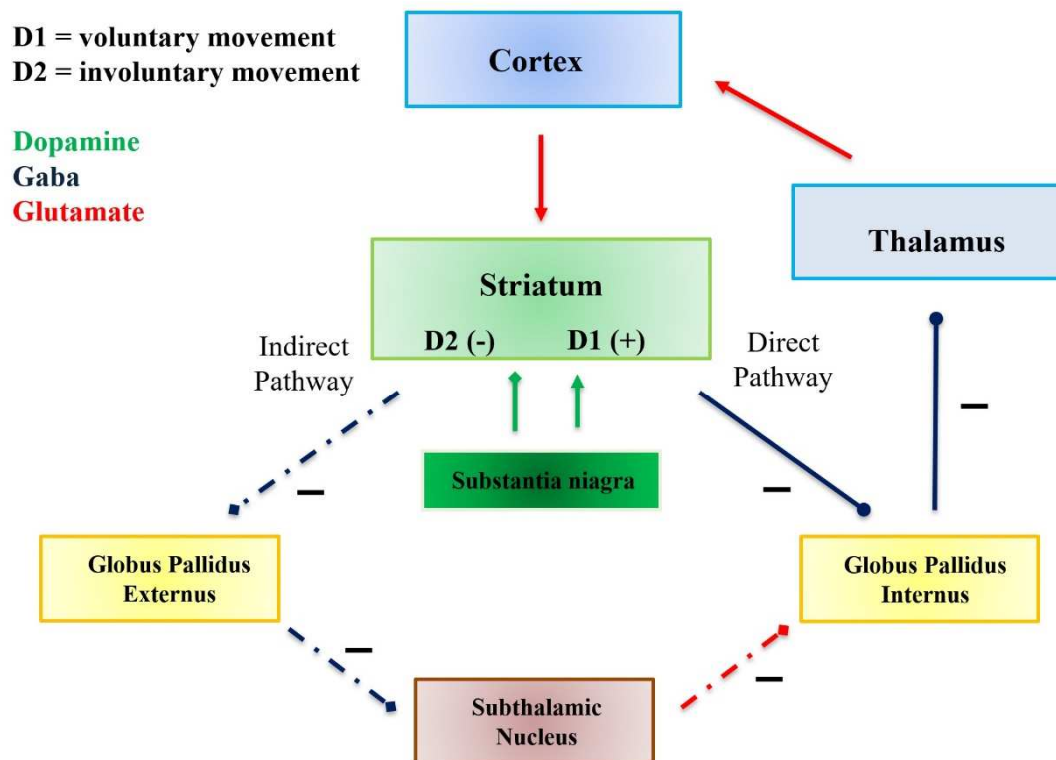 D1 = voluntary movement
D2 = involuntary movement
Dopamine
Gaba
Glutamate
Cortex
Thalamus
Striatum
D2 (-) D1 (+)
Indirect
Pathway
Direct
Pathway
–
Substantia niagra
–
–
Globus Pallidus
Externus
Globus Pallidus
Internus
–
–
Subthalamic
Nucleus